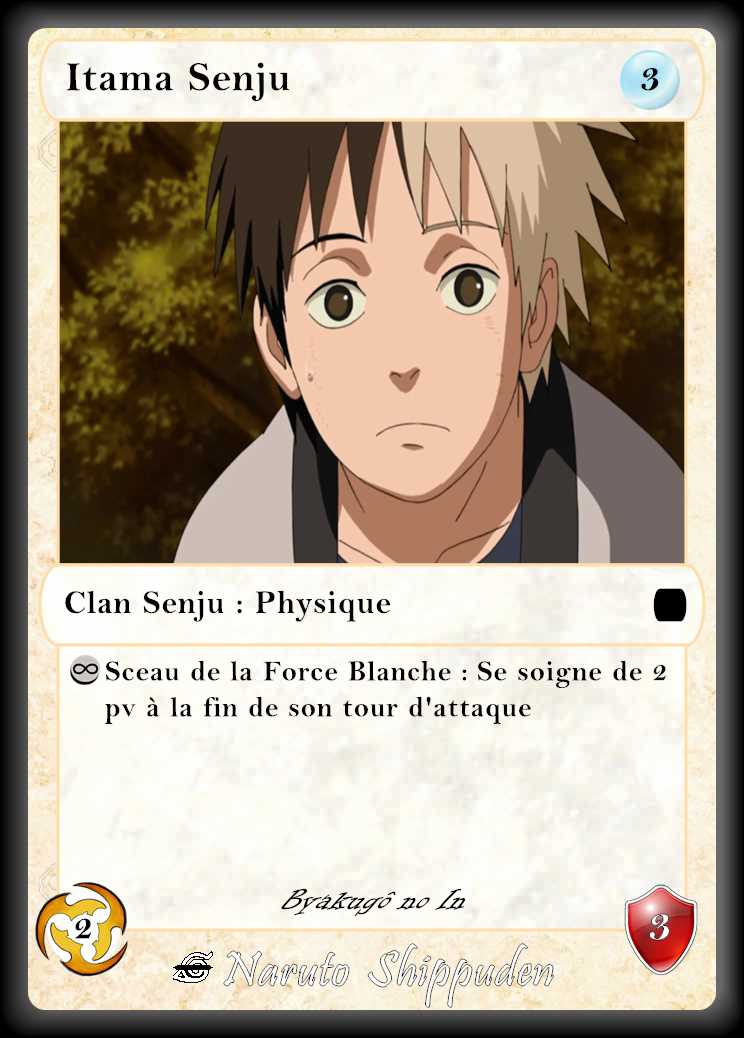 Itama Senju
3
Clan Senju : Physique
∞ Sceau de la Force Blanche : Se soigne de 2
pv à la fin de son tour d'attaque
Byakugô no In
2
3
Naruto Shippuden